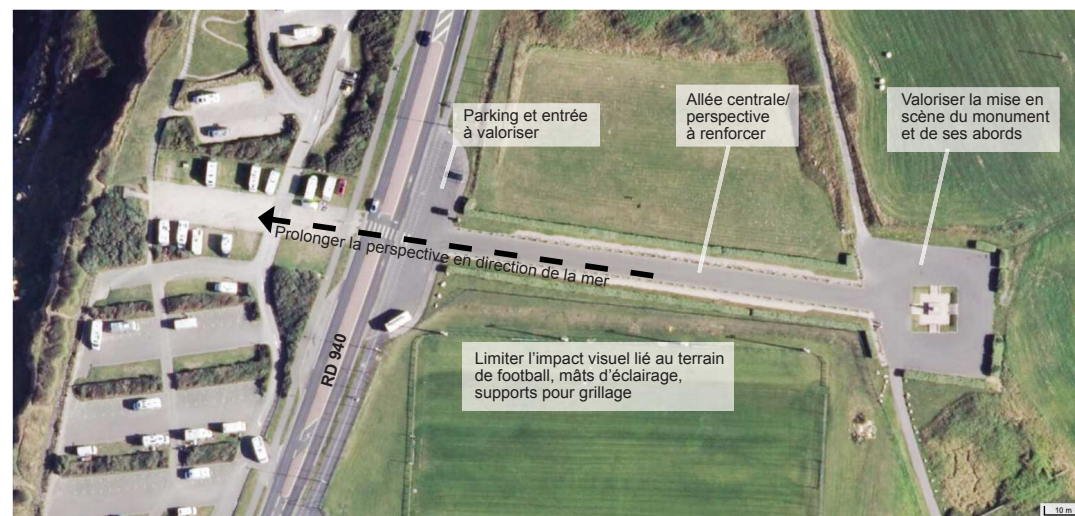 Parking et entrée
à valoriser
Allée centrale/
perspective
à renforcer
Valoriser la mise en
scène du monument
et de ses abords
Prolonger la perspective en direction de la mer
RD 940
Limiter l’impact visuel lié au terrain
de football, mâts d’éclairage,
supports pour grillage
10 m